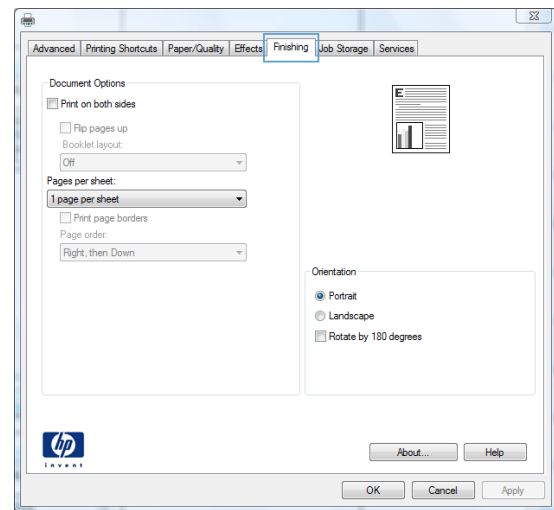 Advanced Printing Shortcuts Paper/Quality Effects Finishing Job Storage Services
Document Options
Print on both sides
Flip pages up
Booklet layout:
Off
Pages per sheet:
1 page per sheet
Print page borders
Page order:
Right, then Down
E
Orientation
Portrait
Landscape
Rotate by 180 degrees
hp
invent
About... Help
OK Cancel Apply